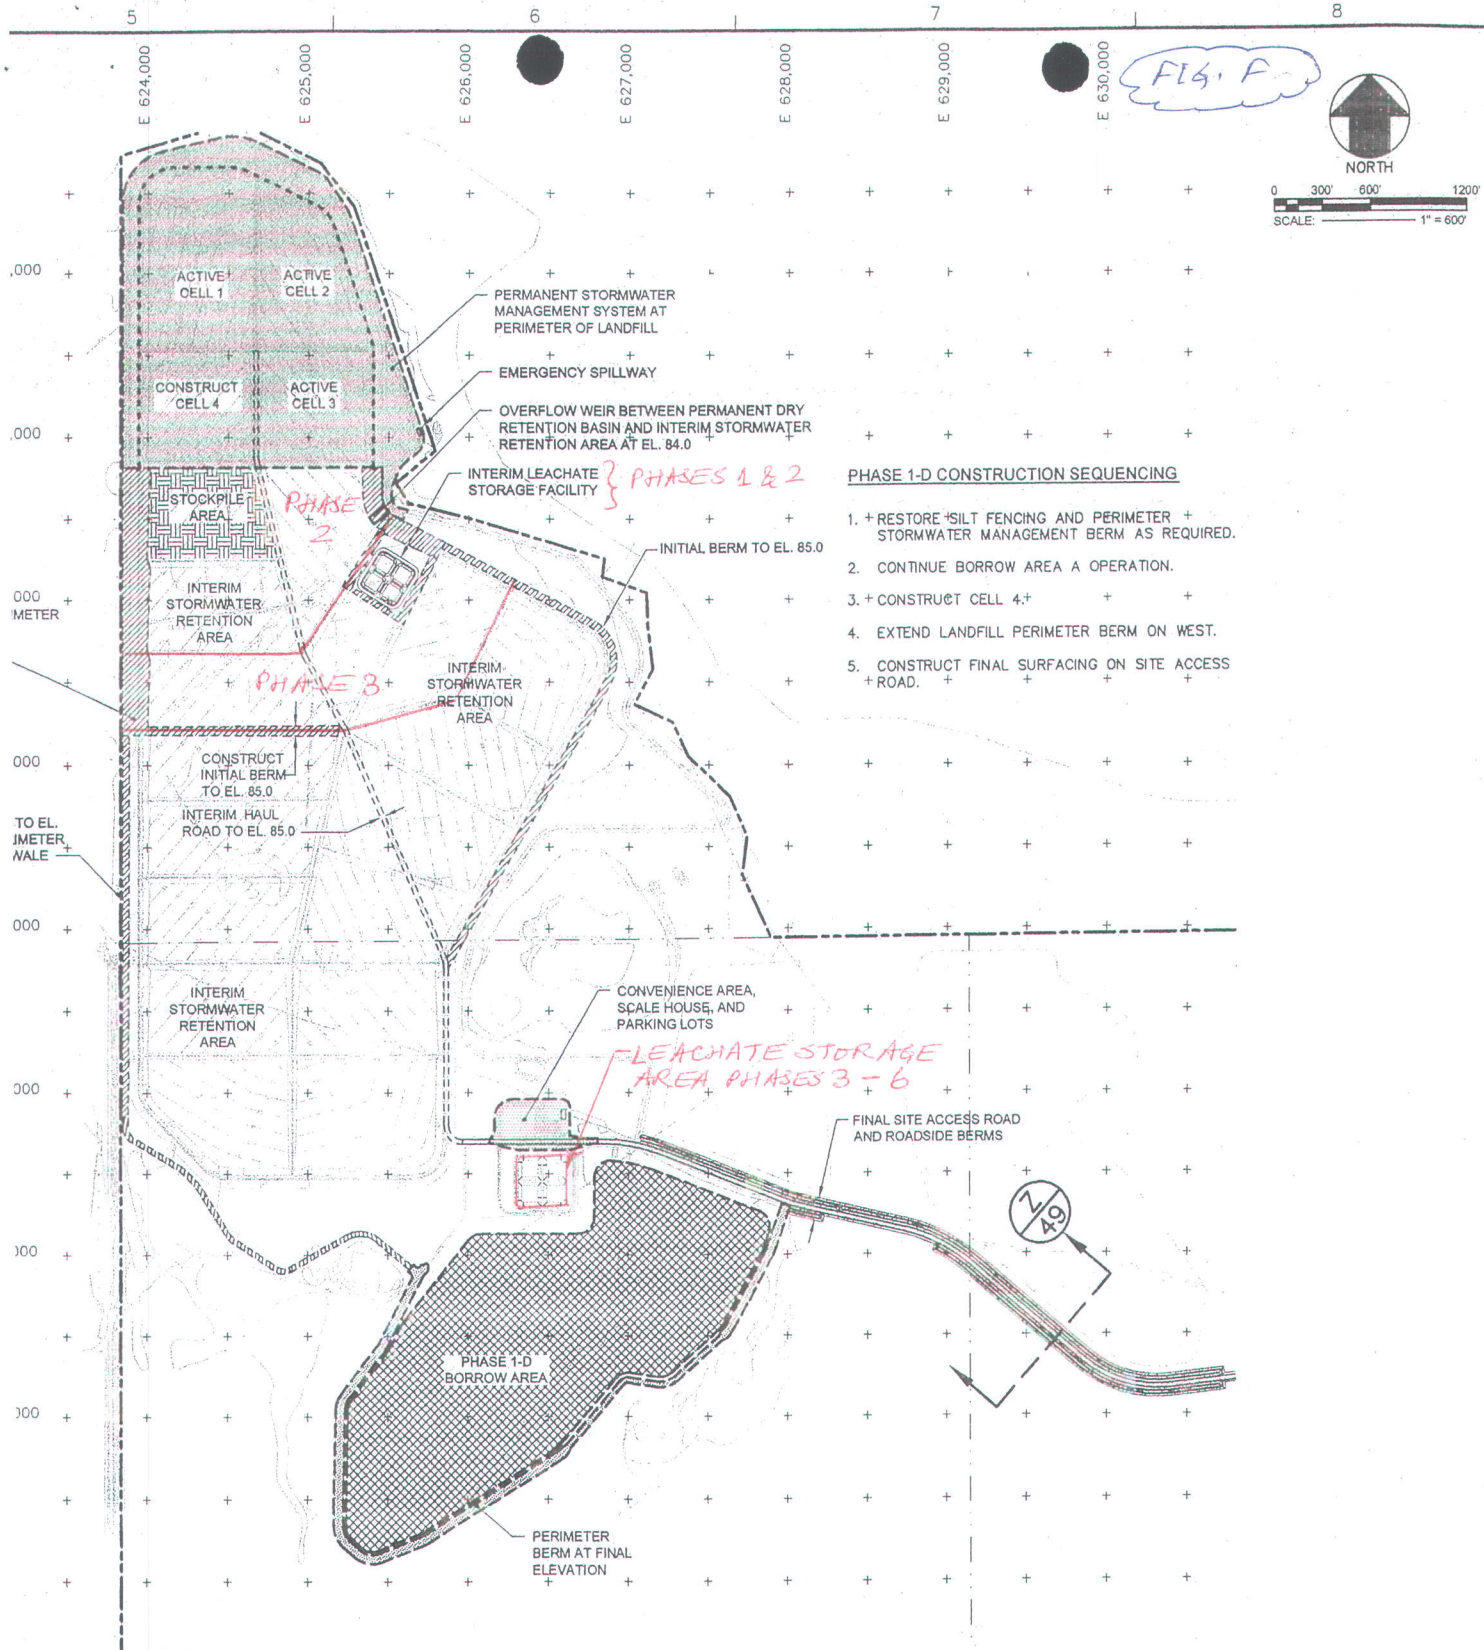 5
6
7
8
E 624,000
E 625,000
E 626,000
E 627,000
E 628,000
E 629,000
E 630,000
FIG. F
NORTH
0 300' 600' 1200'
SCALE: 1" = 600'
,000
ACTIVE
CELL 1
ACTIVE
CELL 2
PERMANENT STORMWATER
MANAGEMENT SYSTEM AT
PERIMETER OF LANDFILL
EMERGENCY SPILLWAY
CONSTRUCT
CELL 4
ACTIVE
CELL 3
OVERFLOW WEIR BETWEEN PERMANENT DRY
RETENTION BASIN AND INTERIM STORMWATER
RETENTION AREA AT EL. 84.0
,000
INTERIM LEACHATE
STORAGE FACILITY
PHASES 1 & 2
STOCKPILE
AREA
PHASE
2
INITIAL BERM TO EL. 85.0
PHASE 1-D CONSTRUCTION SEQUENCING
1. RESTORE SILT FENCING AND PERIMETER
STORMWATER MANAGEMENT BERM AS REQUIRED.
2. CONTINUE BORROW AREA A OPERATION.
3. CONSTRUCT CELL 4.
4. EXTEND LANDFILL PERIMETER BERM ON WEST.
5. CONSTRUCT FINAL SURFACING ON SITE ACCESS
ROAD.
000
METER
INTERIM
STORMWATER
RETENTION
AREA
PHASE 3
INTERIM
STORMWATER
RETENTION
AREA
000
CONSTRUCT
INITIAL BERM
TO EL. 85.0
INTERIM HAUL
ROAD TO EL. 85.0
TO EL.
IMETER
WALE
000
INTERIM
STORMWATER
RETENTION
AREA
CONVENIENCE AREA,
SCALE HOUSE, AND
PARKING LOTS
LEACHATE STORAGE
AREA PHASES 3 - 6
000
FINAL SITE ACCESS ROAD
AND ROADSIDE BERMS
Z
49
000
PHASE 1-D
BORROW AREA
000
PERIMETER
BERM AT FINAL
ELEVATION